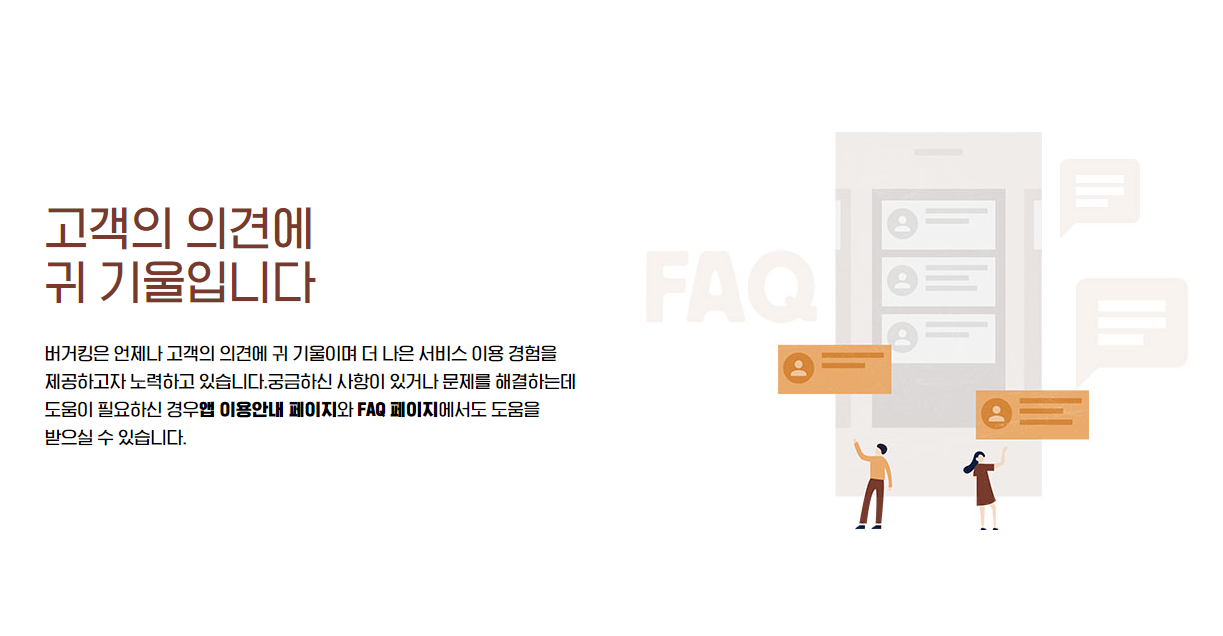 고객의 의견에
귀 기울입니다
버거킹은 언제나 고객의 의견에 귀 기울이며 더 나은 서비스 이용 경험을
제공하고자 노력하고 있습니다.궁금하신 사항이 있거나 문제를 해결하는데
도움이 필요하신 경우앱 이용안내 페이지와 FAQ 페이지에서도 도움을
받으실 수 있습니다.
FAQ